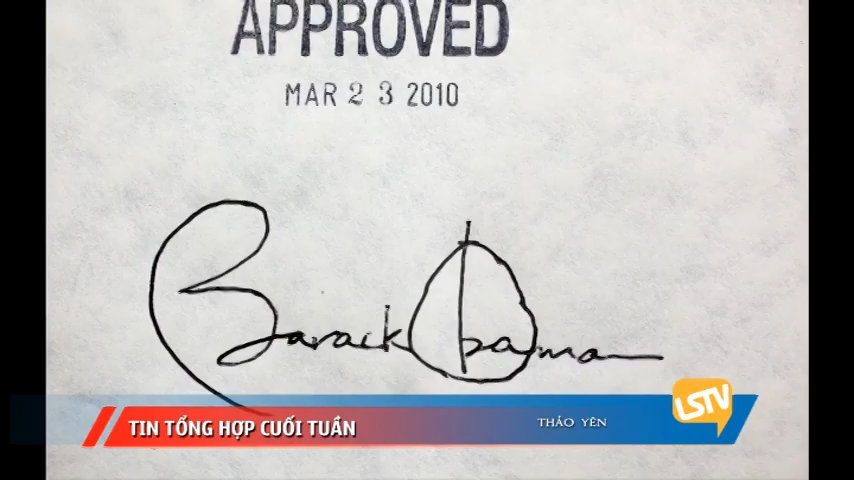 APPROVED
MAR 2 3 2010
Barack Obama
TIN TỔNG HỢP CUỐI TUẦN
THẢO YÊN
LSTV